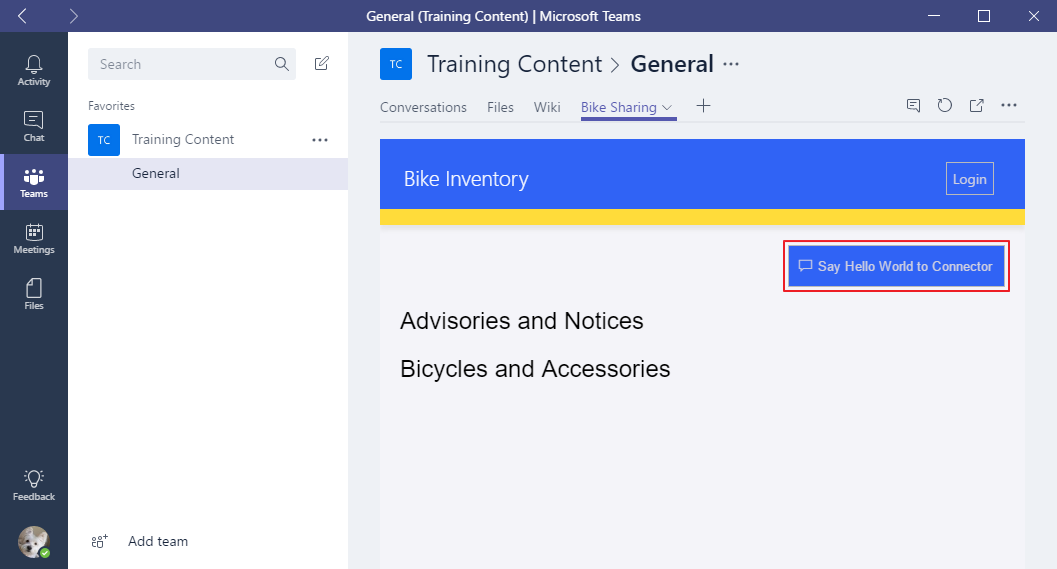 General (Training Content) | Microsoft Teams
Activity
Chat
Teams
Meetings
Files
Feedback
Search
Favorites
TC Training Content ...
General
Add team
TC Training Content > General ...
Conversations Files Wiki Bike Sharing
Bike Inventory
Login
Say Hello World to Connector
Advisories and Notices
Bicycles and Accessories